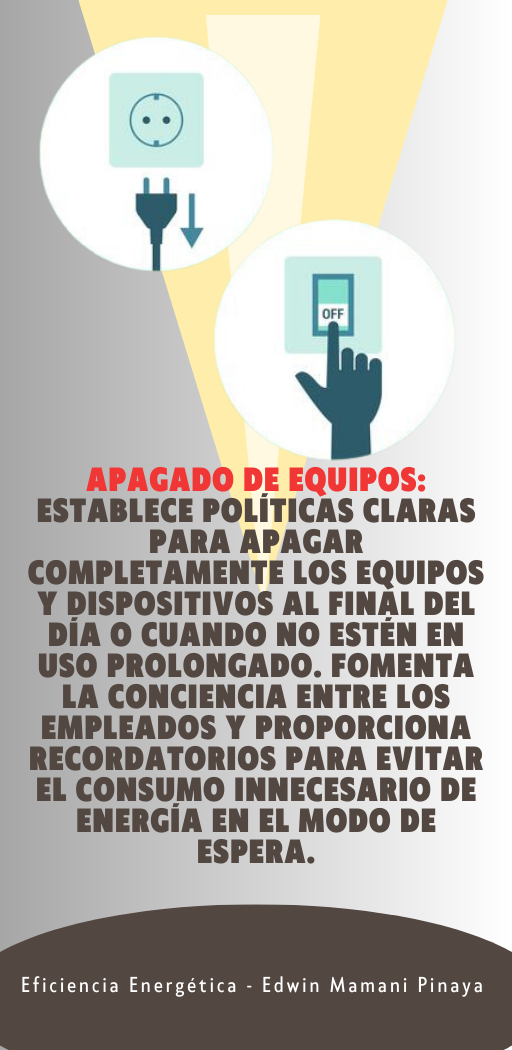 OFF
APAGADO DE EQUIPOS:
ESTABLECE POLÍTICAS CLARAS
PARA APAGAR
COMPLETAMENTE LOS EQUIPOS
Y DISPOSITIVOS AL FINAL DEL
DÍA O CUANDO NO ESTÉN EN
USO PROLONGADO. FOMENTA
LA CONCIENCIA ENTRE LOS
EMPLEADOS Y PROPORCIONA
RECORDATORIOS PARA EVITAR
EL CONSUMO INNECESARIO DE
ENERGÍA EN EL MODO DE
ESPERA.
Eficiencia Energética - Edwin Mamani Pinaya